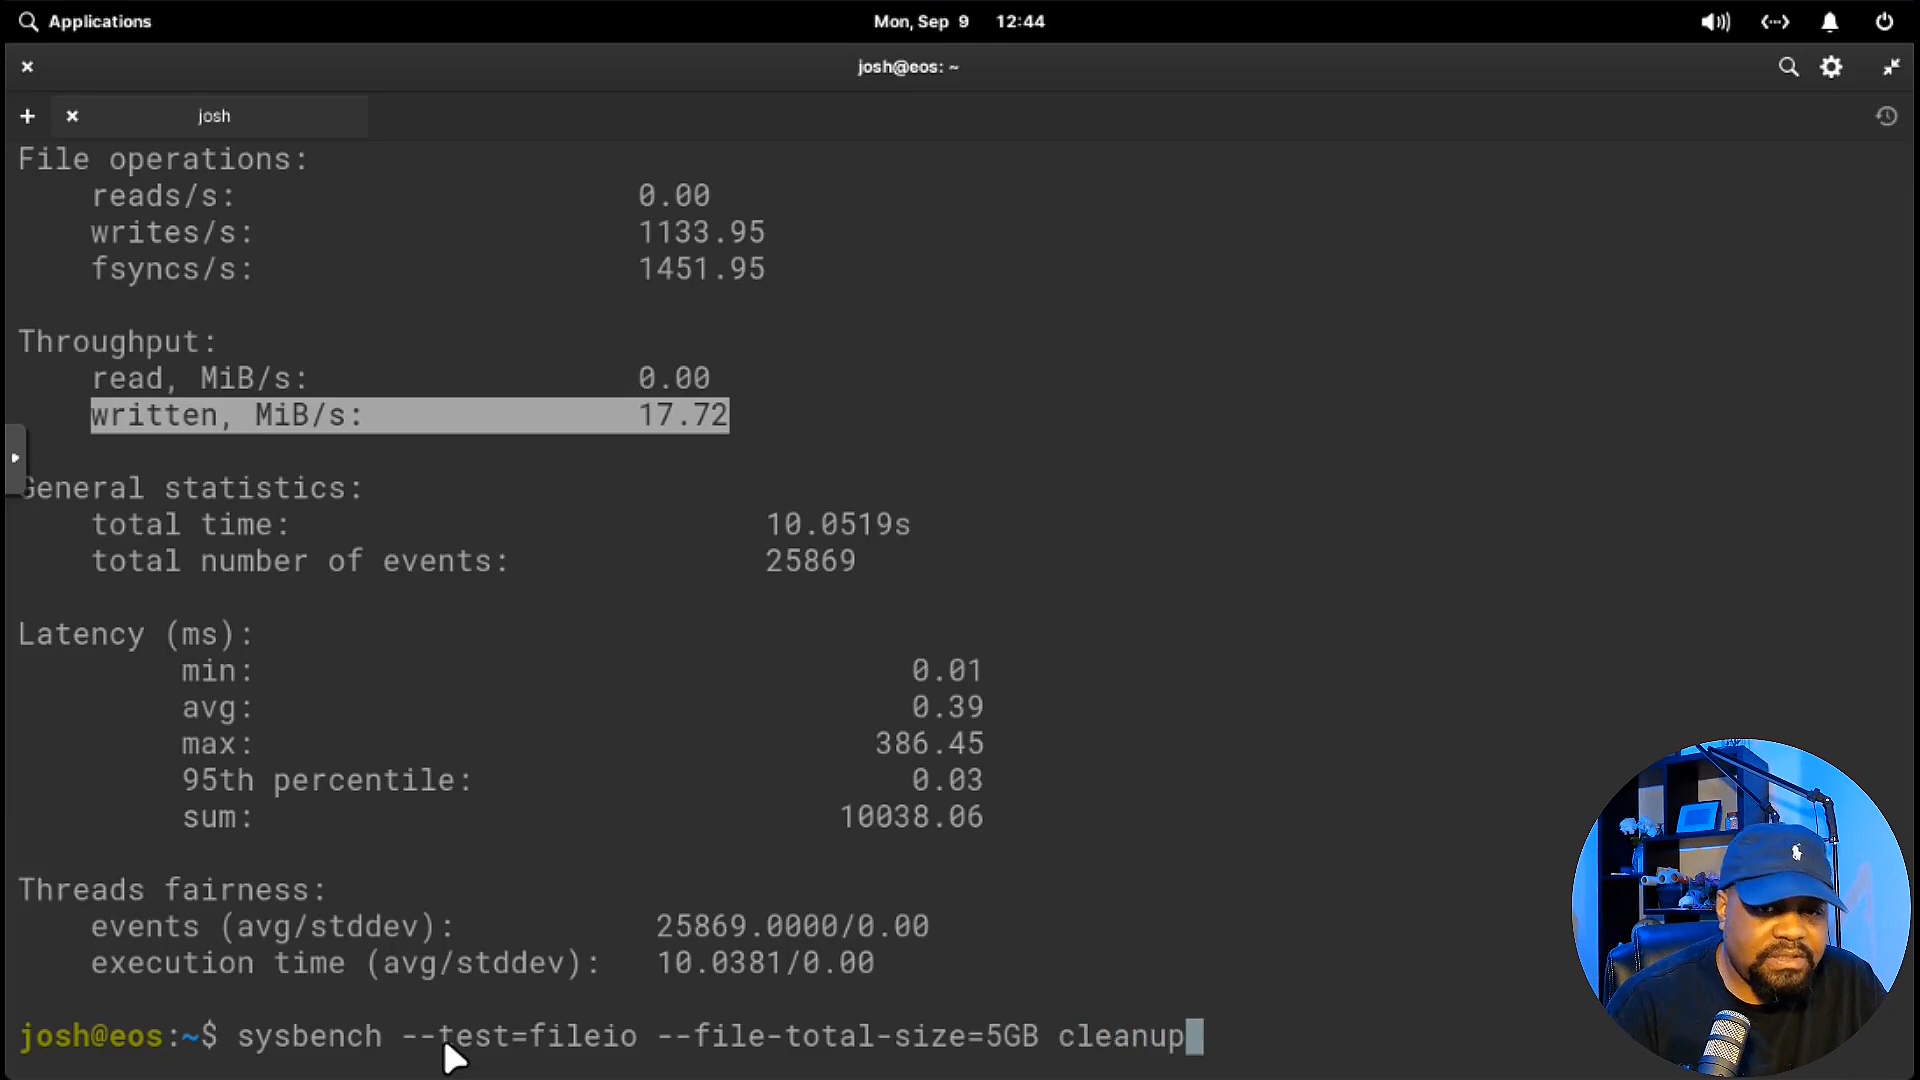 Applications
Mon, Sep 9 12:44
josh@eos: ~
josh
File operations:
reads/s: 0.00
writes/s: 1133.95
fsyncs/s: 1451.95
Throughput:
read, MiB/s: 0.00
written, MiB/s: 17.72
General statistics:
total time: 10.0519s
total number of events: 25869
Latency (ms):
min: 0.01
avg: 0.39
max: 386.45
95th percentile: 0.03
sum: 10038.06
Threads fairness:
events (avg/stddev): 25869.0000/0.00
execution time (avg/stddev): 10.0381/0.00
josh@eos:~$ sysbench --test=fileio --file-total-size=5GB cleanup